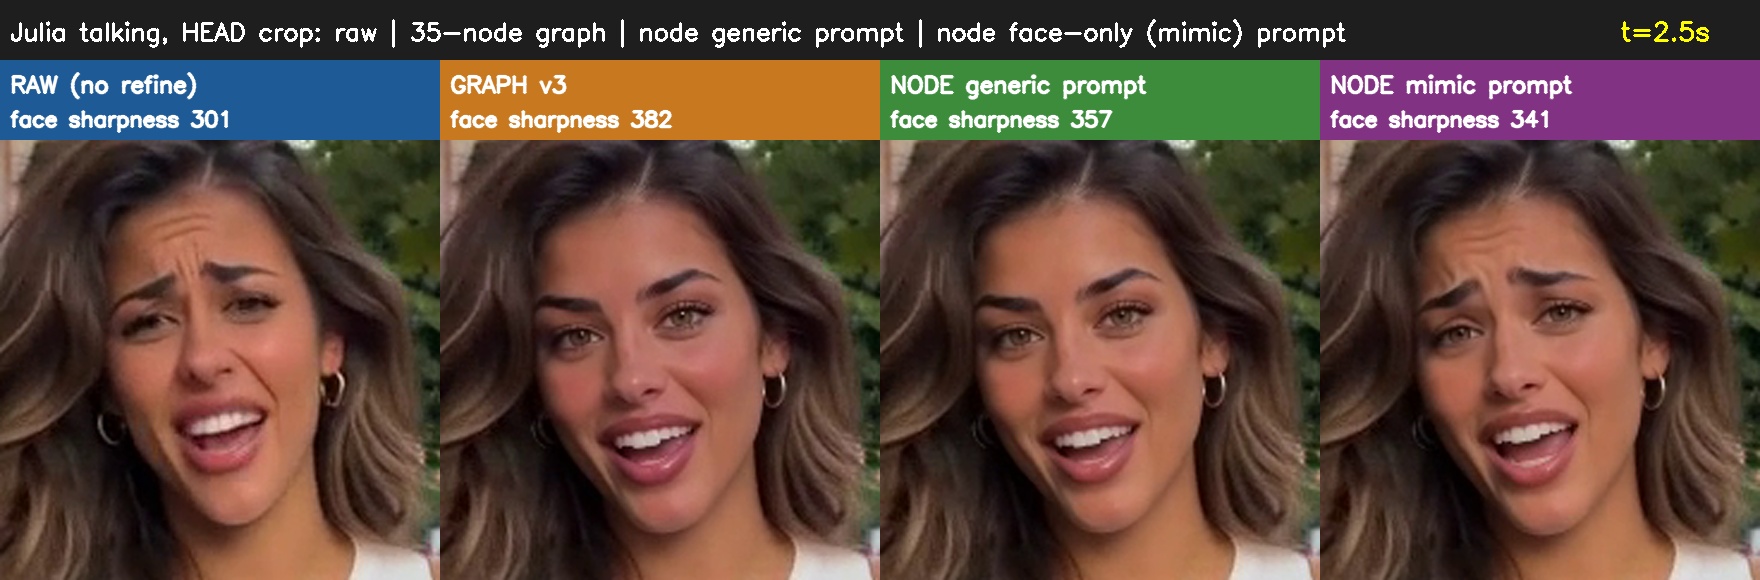 Julia talking, HEAD crop: raw | 35-node graph | node generic prompt | node face-only (mimic) prompt
t=2.5s
RAW (no refine)
face sharpness 301
GRAPH v3
face sharpness 382
NODE generic prompt
face sharpness 357
NODE mimic prompt
face sharpness 341